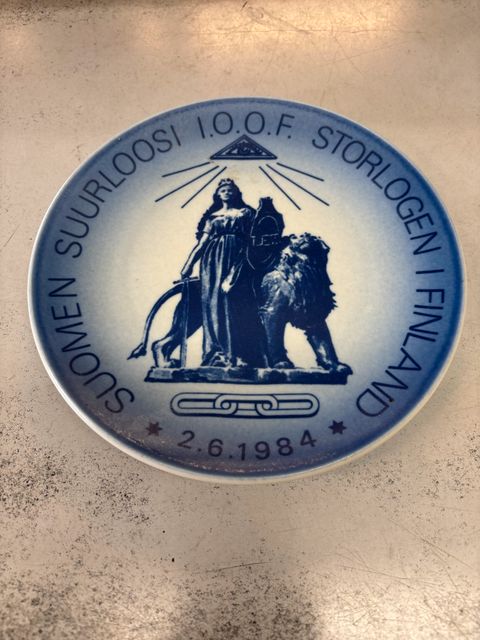 SUOMEN SUURLOOSI I.O.O.F. STORLOGEN I FINLAND
* 2.6.1984 *